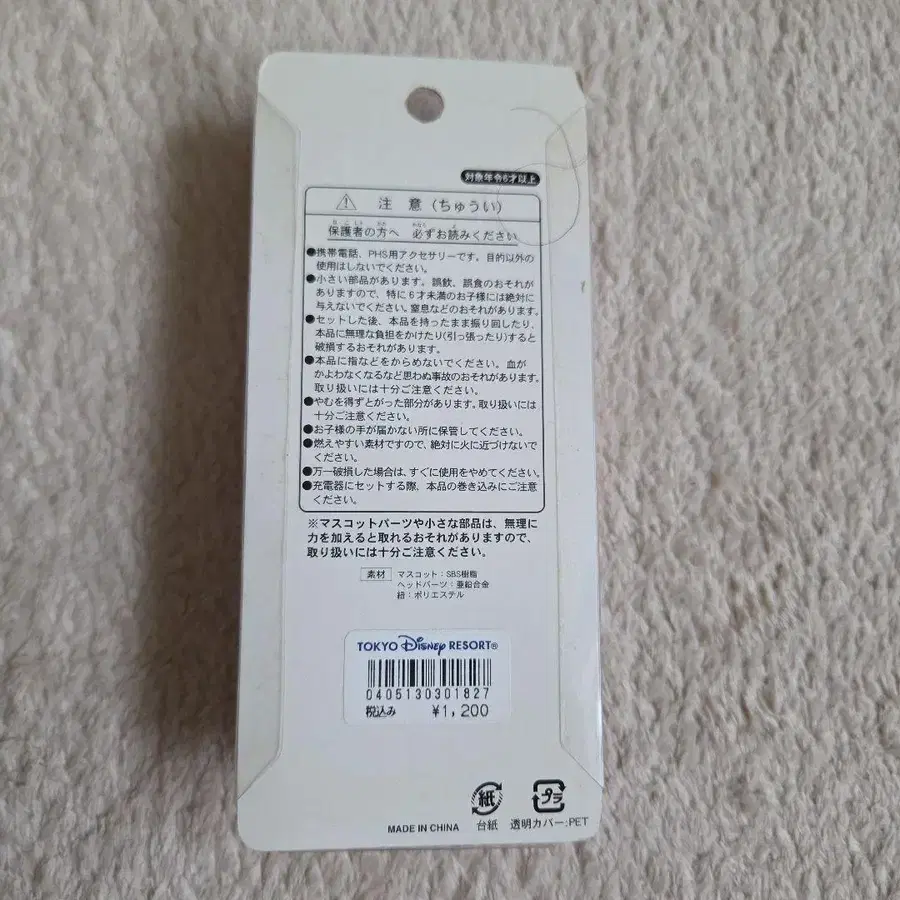 対象年令6才以上
⚠ 注 意 (ちゅうい)
保護者の方へ 必ずお読みください
●携帯電話、PHS用アクセサリーです。目的以外の
使用はしないでください。
●小さい部品があります。誤飲、誤食のおそれが
ありますので、特に6才未満のお子様には絶対に
与えないでください。窒息などのおそれがあります。
●セットした後、本品を持ったまま振り回したり、
本品に無理な負担をかけたり(引っ張ったり)すると
破損するおそれがあります。
●本品に指などをからめないでください。血が
かよわなくなるなど思わぬ事故のおそれがあります。
取り扱いには十分ご注意ください。
●やむを得ずとがった部分があります。取り扱いには
十分ご注意ください。
●お子様の手が届かない所に保管してください。
●燃えやすい素材ですので、絶対に火に近づけないで
ください。
●万一破損した場合は、すぐに使用をやめてください。
●充電器にセットする際、本品の巻き込みにご注意
ください。
※マスコットパーツや小さな部品は、無理に
力を加えると取れるおそれがありますので、
取り扱いには十分ご注意ください。
素材 マスコット:SBS樹脂
ヘッドパーツ:亜鉛合金
紐:ポリエステル
TOKYO Disney RESORT®
0405130301827
税込み ¥1,200
紙 プラ
MADE IN CHINA 台紙 透明カバー:PET